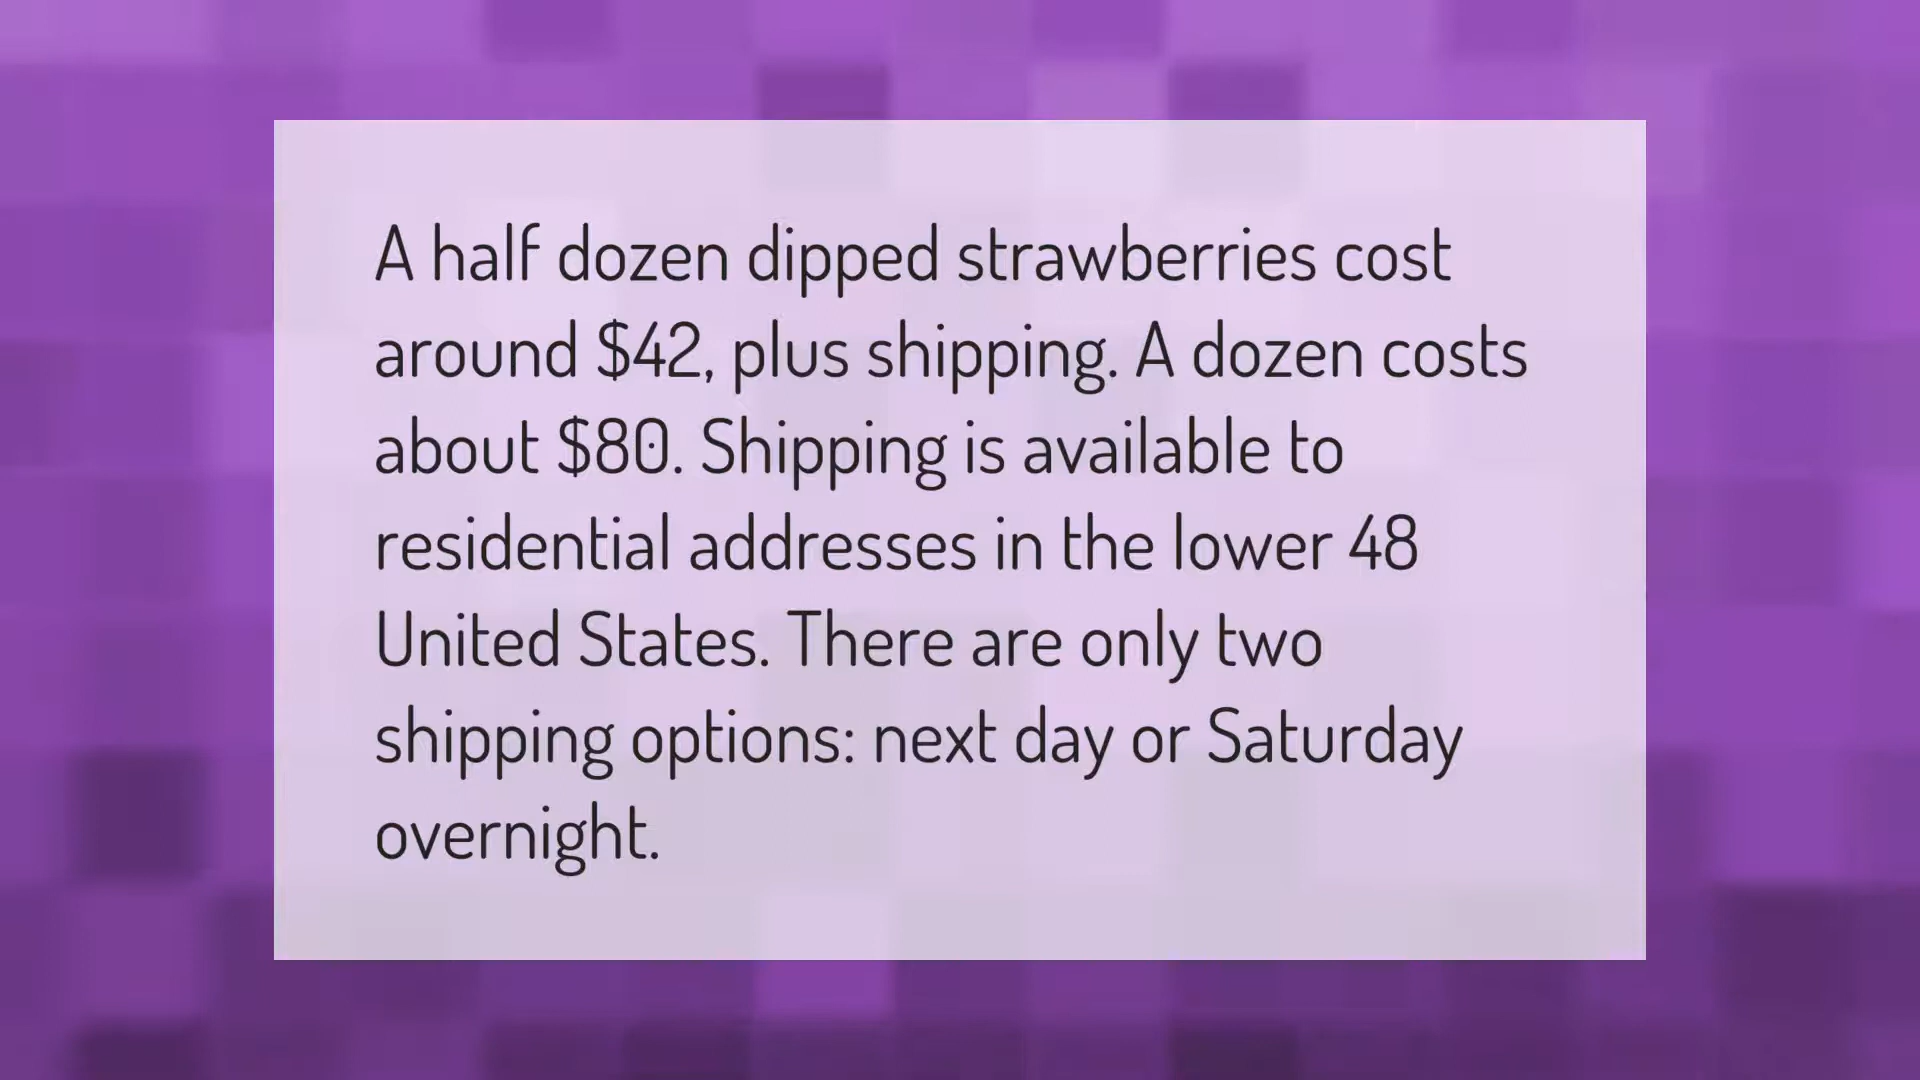 A half dozen dipped strawberries cost
around $42, plus shipping. A dozen costs
about $80. Shipping is available to
residential addresses in the lower 48
United States. There are only two
shipping options: next day or Saturday
overnight.